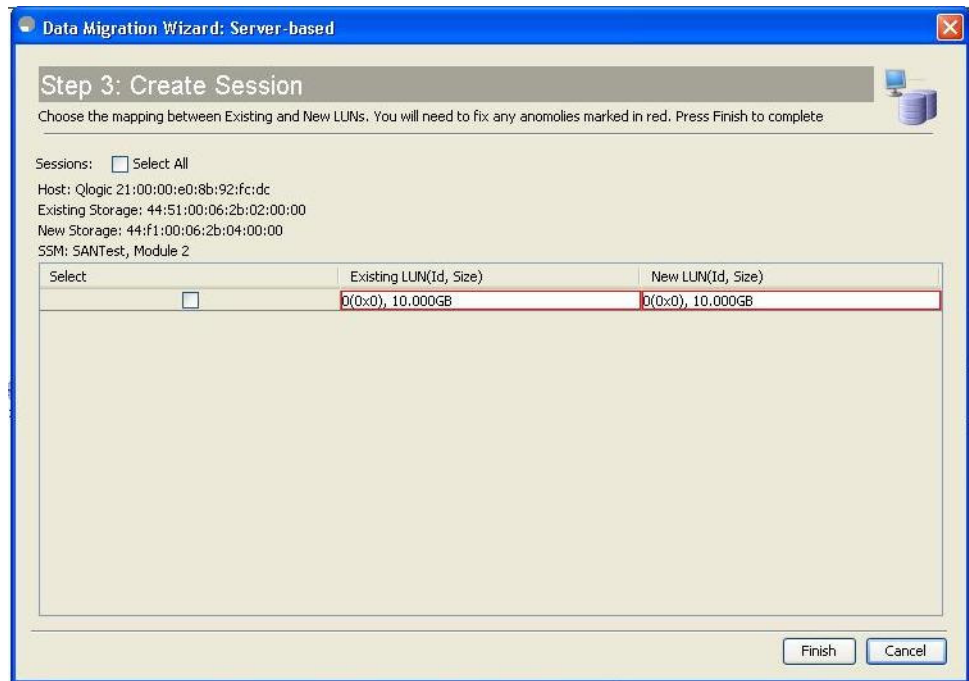 Data Migration Wizard: Server-based
Step 3: Create Session
Choose the mapping between Existing and New LUNs. You will need to fix any anomolies marked in red. Press Finish to complete
Sessions: Select All
Host: Qlogic 21:00:00:e0:8b:92:fc:dc
Existing Storage: 44:51:00:06:2b:02:00:00
New Storage: 44:f1:00:06:2b:04:00:00
SSM: SANTest, Module 2
Select Existing LUN(Id, Size) New LUN(Id, Size)
0(0x0), 10.000GB 0(0x0), 10.000GB
Finish Cancel